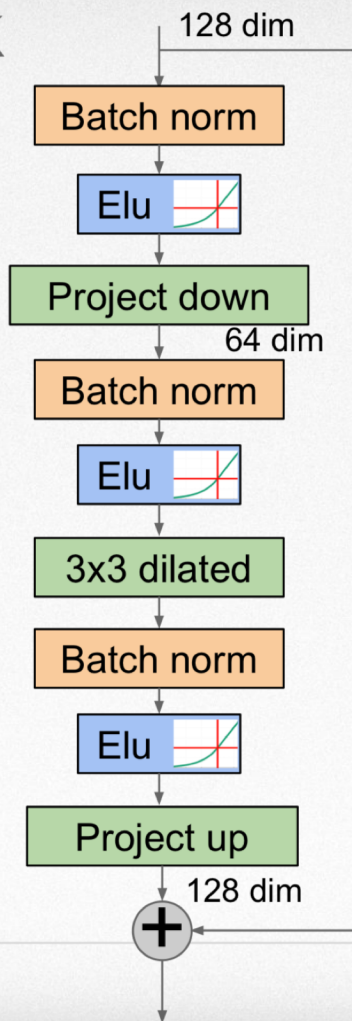 128 dim
Batch norm
Elu
Project down
64 dim
Batch norm
Elu
3x3 dilated
Batch norm
Elu
Project up
128 dim
+